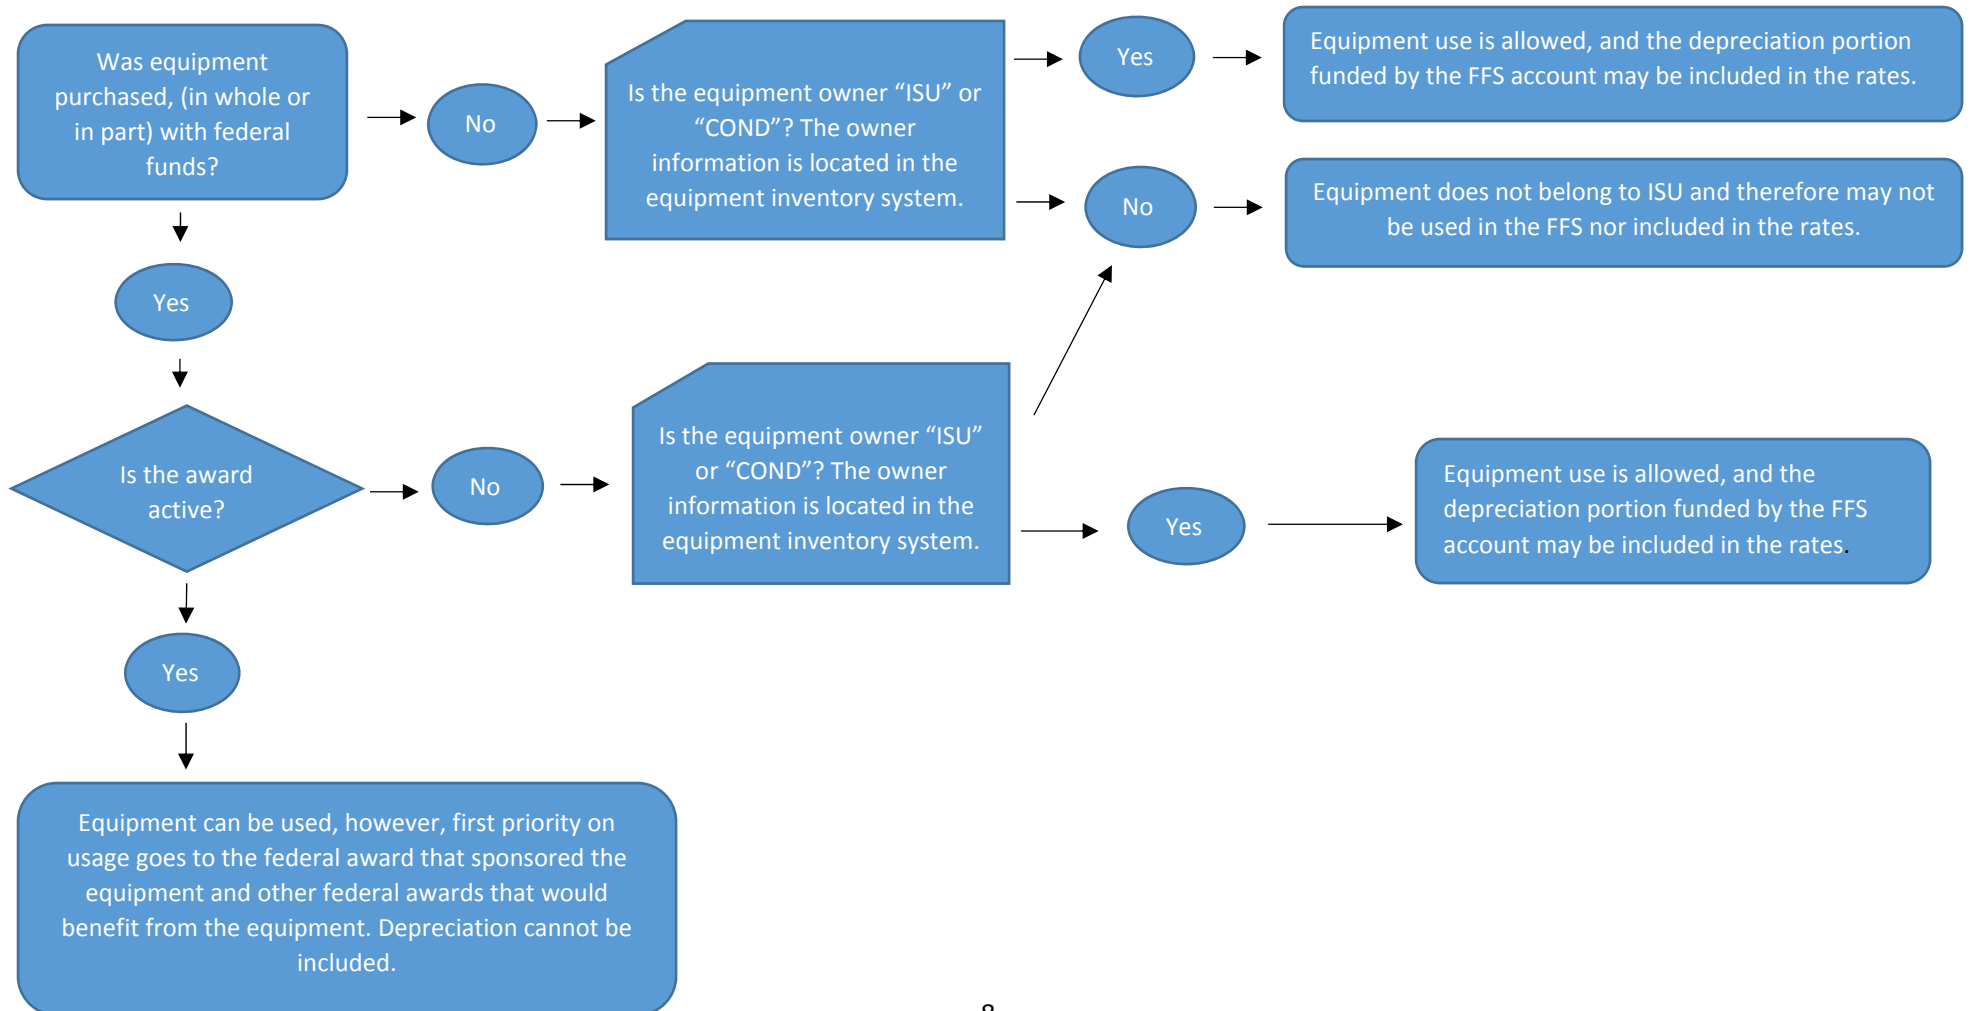 Was equipment
purchased, (in whole or
in part) with federal
funds?
No
Is the equipment owner “ISU” or
“COND”? The owner
information is located in the
equipment inventory system.
Yes
Equipment use is allowed, and the depreciation portion
funded by the FFS account may be included in the rates.
No
Equipment does not belong to ISU and therefore may not
be used in the FFS nor included in the rates.
Yes
Is the award
active?
No
Is the equipment owner “ISU”
or “COND”? The owner
information is located in the
equipment inventory system.
Yes
Equipment use is allowed, and the
depreciation portion funded by the FFS
account may be included in the rates.
Yes
Equipment can be used, however, first priority on
usage goes to the federal award that sponsored the
equipment and other federal awards that would
benefit from the equipment. Depreciation cannot be
included.
8